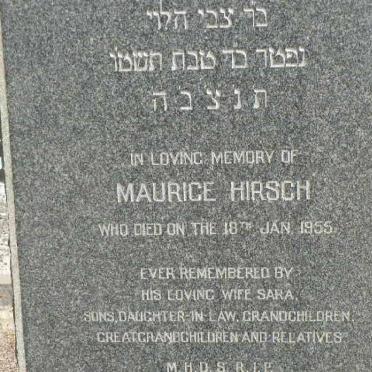 בר צבי הלוי
נפטר כד טבת תשטו
ת נ צ ב ה
IN LOVING MEMORY OF
MAURICE HIRSCH
WHO DIED ON THE 18TH JAN. 1955.
EVER REMEMBERED BY
HIS LOVING WIFE SARA,
SONS, DAUGHTER-IN-LAW, GRANDCHILDREN,
GREATGRANDCHILDREN AND RELATIVES
M.H.D.S.R.I.P.